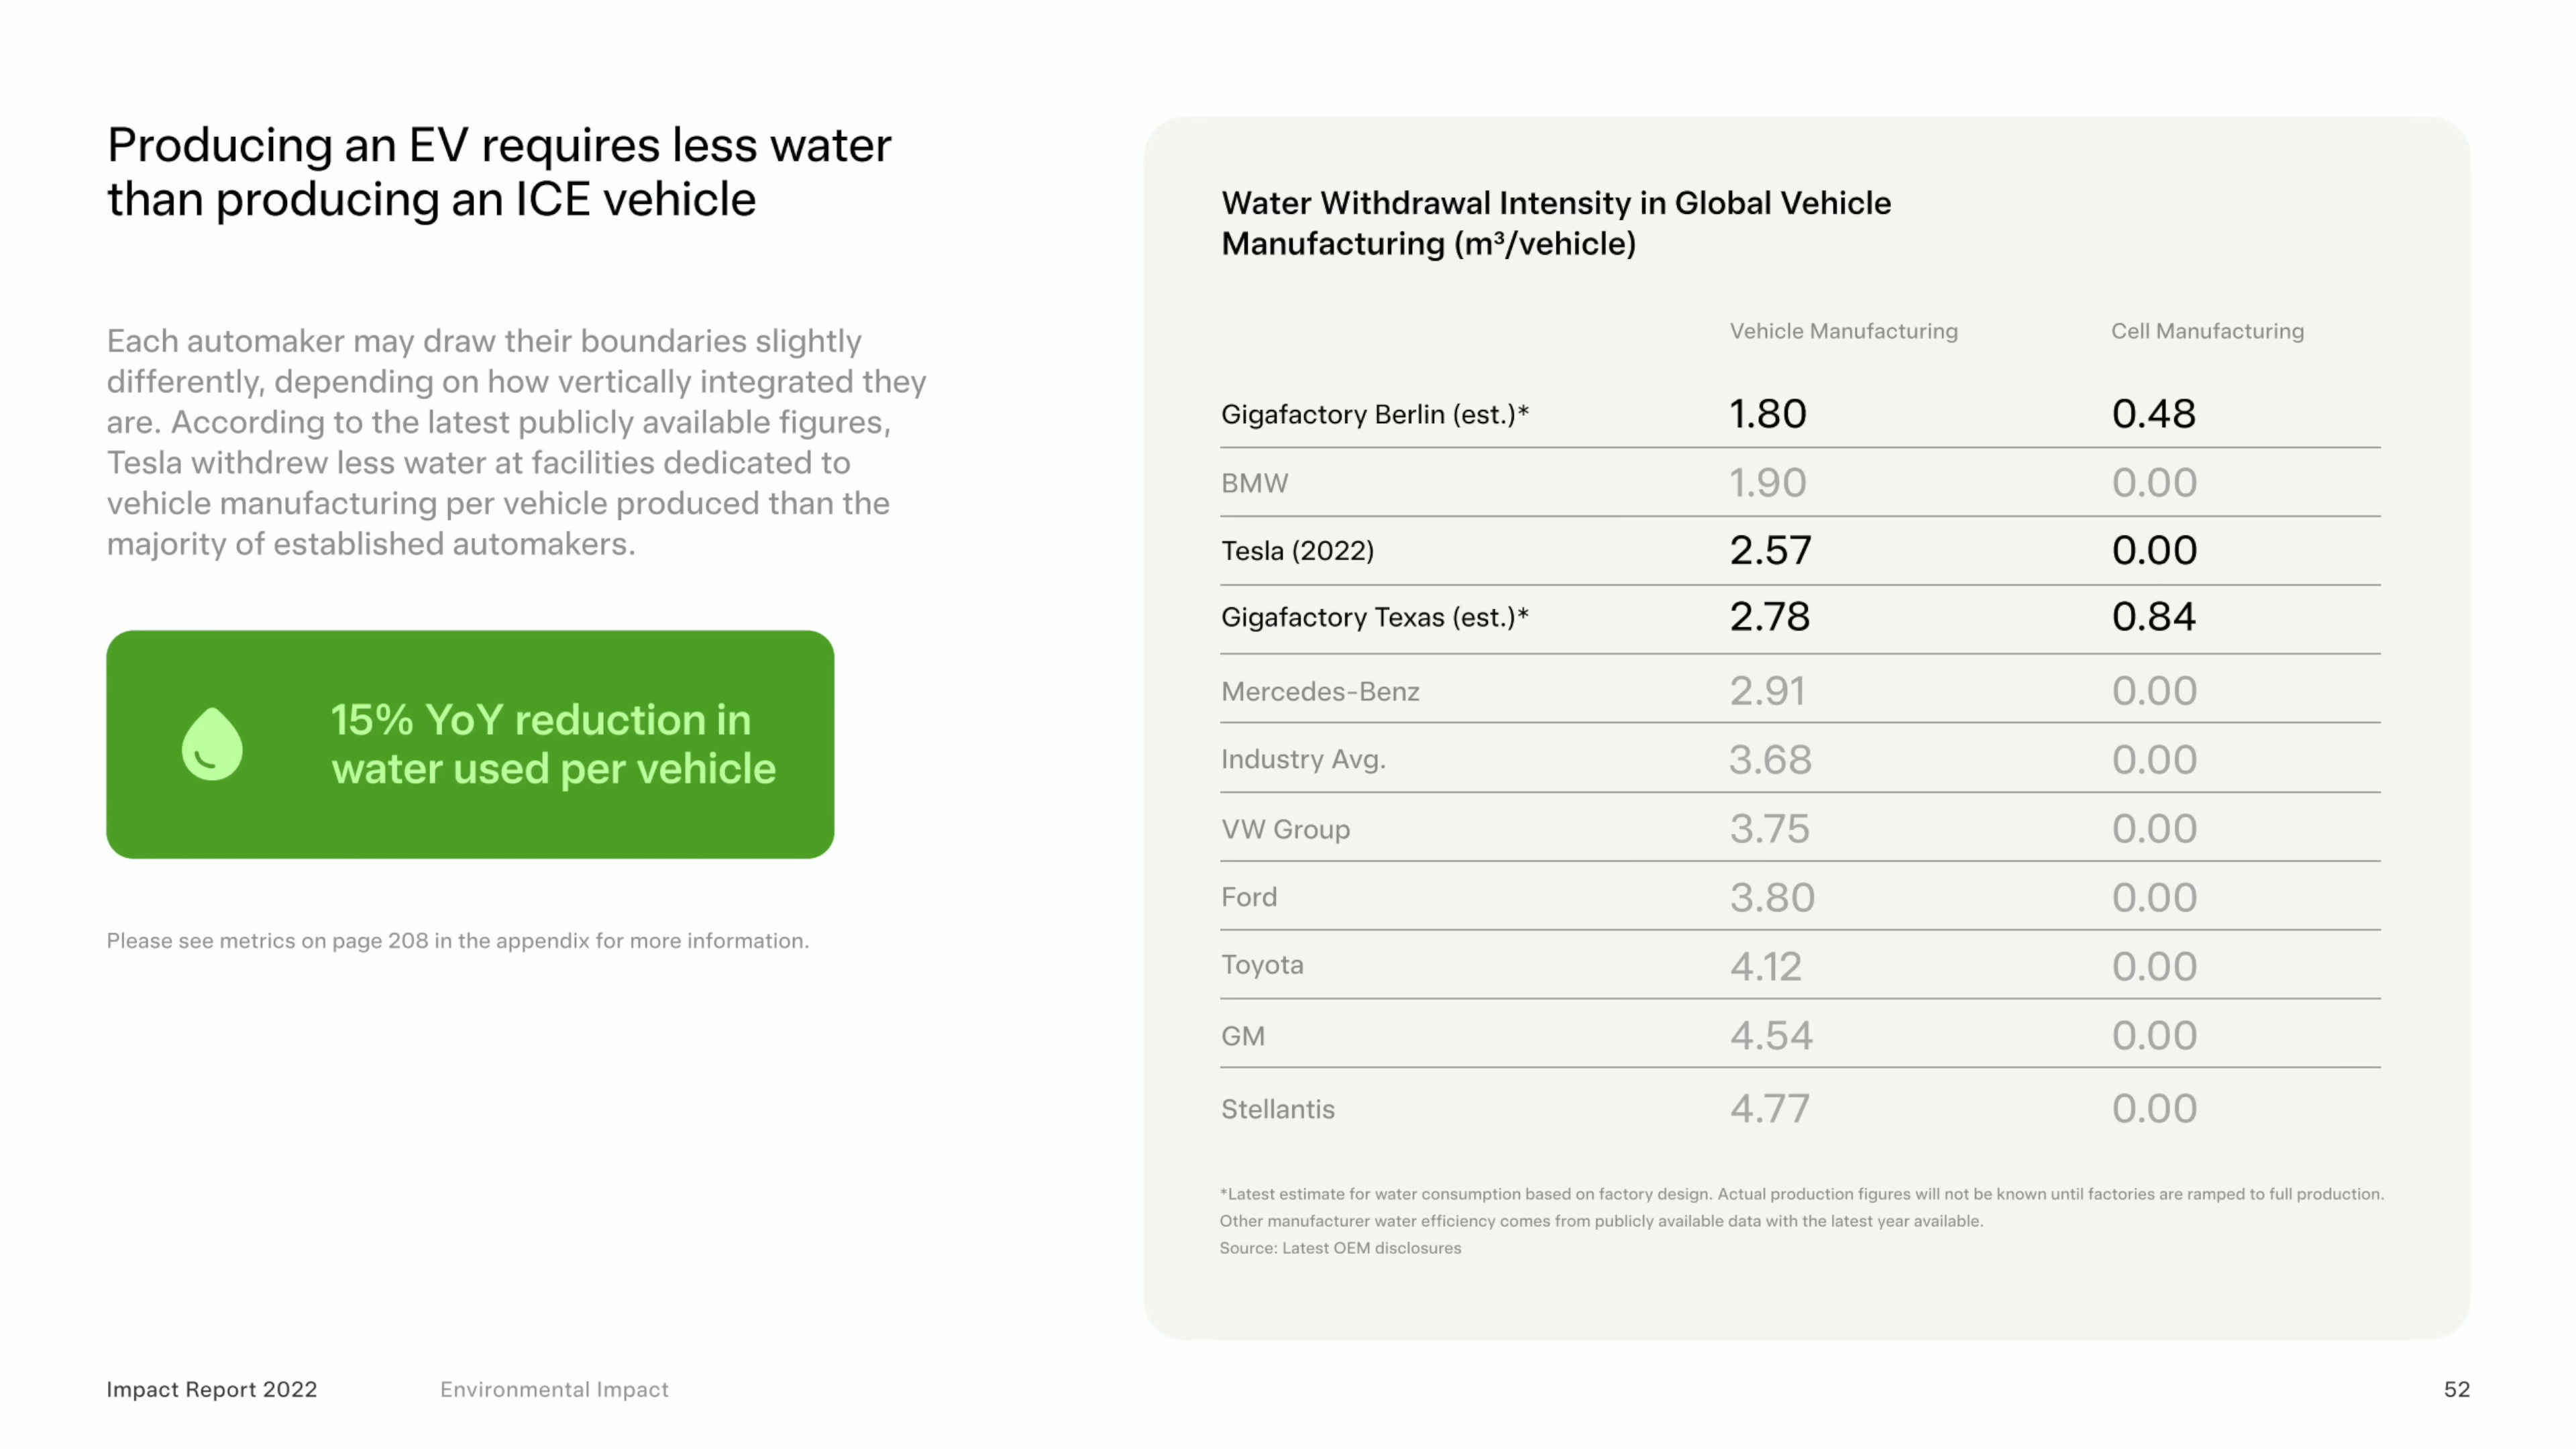 Producing an EV requires less water
than producing an ICE vehicle
Each automaker may draw their boundaries slightly
differently, depending on how vertically integrated they
are. According to the latest publicly available figures,
Tesla withdrew less water at facilities dedicated to
vehicle manufacturing per vehicle produced than the
majority of established automakers.
15% YoY reduction in
water used per vehicle
Please see metrics on page 208 in the appendix for more information.
Water Withdrawal Intensity in Global Vehicle
Manufacturing (m³/vehicle)
Vehicle Manufacturing Cell Manufacturing
Gigafactory Berlin (est.)* 1.80 0.48
BMW 1.90 0.00
Tesla (2022) 2.57 0.00
Gigafactory Texas (est.)* 2.78 0.84
Mercedes-Benz 2.91 0.00
Industry Avg. 3.68 0.00
VW Group 3.75 0.00
Ford 3.80 0.00
Toyota 4.12 0.00
GM 4.54 0.00
Stellantis 4.77 0.00
*Latest estimate for water consumption based on factory design. Actual production figures will not be known until factories are ramped to full production.
Other manufacturer water efficiency comes from publicly available data with the latest year available.
Source: Latest OEM disclosures
Impact Report 2022 Environmental Impact 52